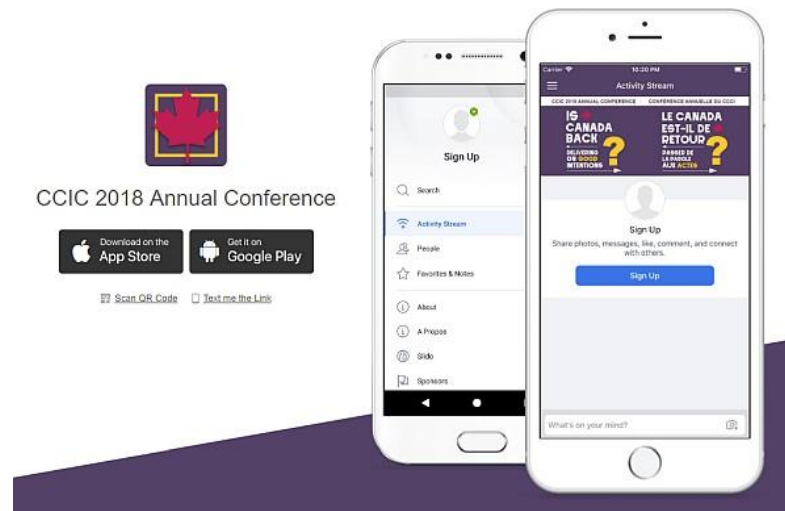 CCIC 2018 Annual Conference
Download on the
App Store
Get it on
Google Play
Scan QR Code
Text me the Link
Sign Up
Search
Activity Stream
People
Favorites & Notes
About
A Propos
Slido
Sponsors
Carrier
10:20 PM
Activity Stream
CCIC 2018 ANNUAL CONFERENCE
CONFÉRENCE ANNUELLE DU CCCI
IS
CANADA
BACK
DELIVERING
ON GOOD
INTENTIONS
?
LE CANADA
EST-IL DE
RETOUR
PASSER DE
LA PAROLE
AUX ACTES
?
Sign Up
Share photos, messages, like, comment, and connect
with others.
Sign Up
What's on your mind?